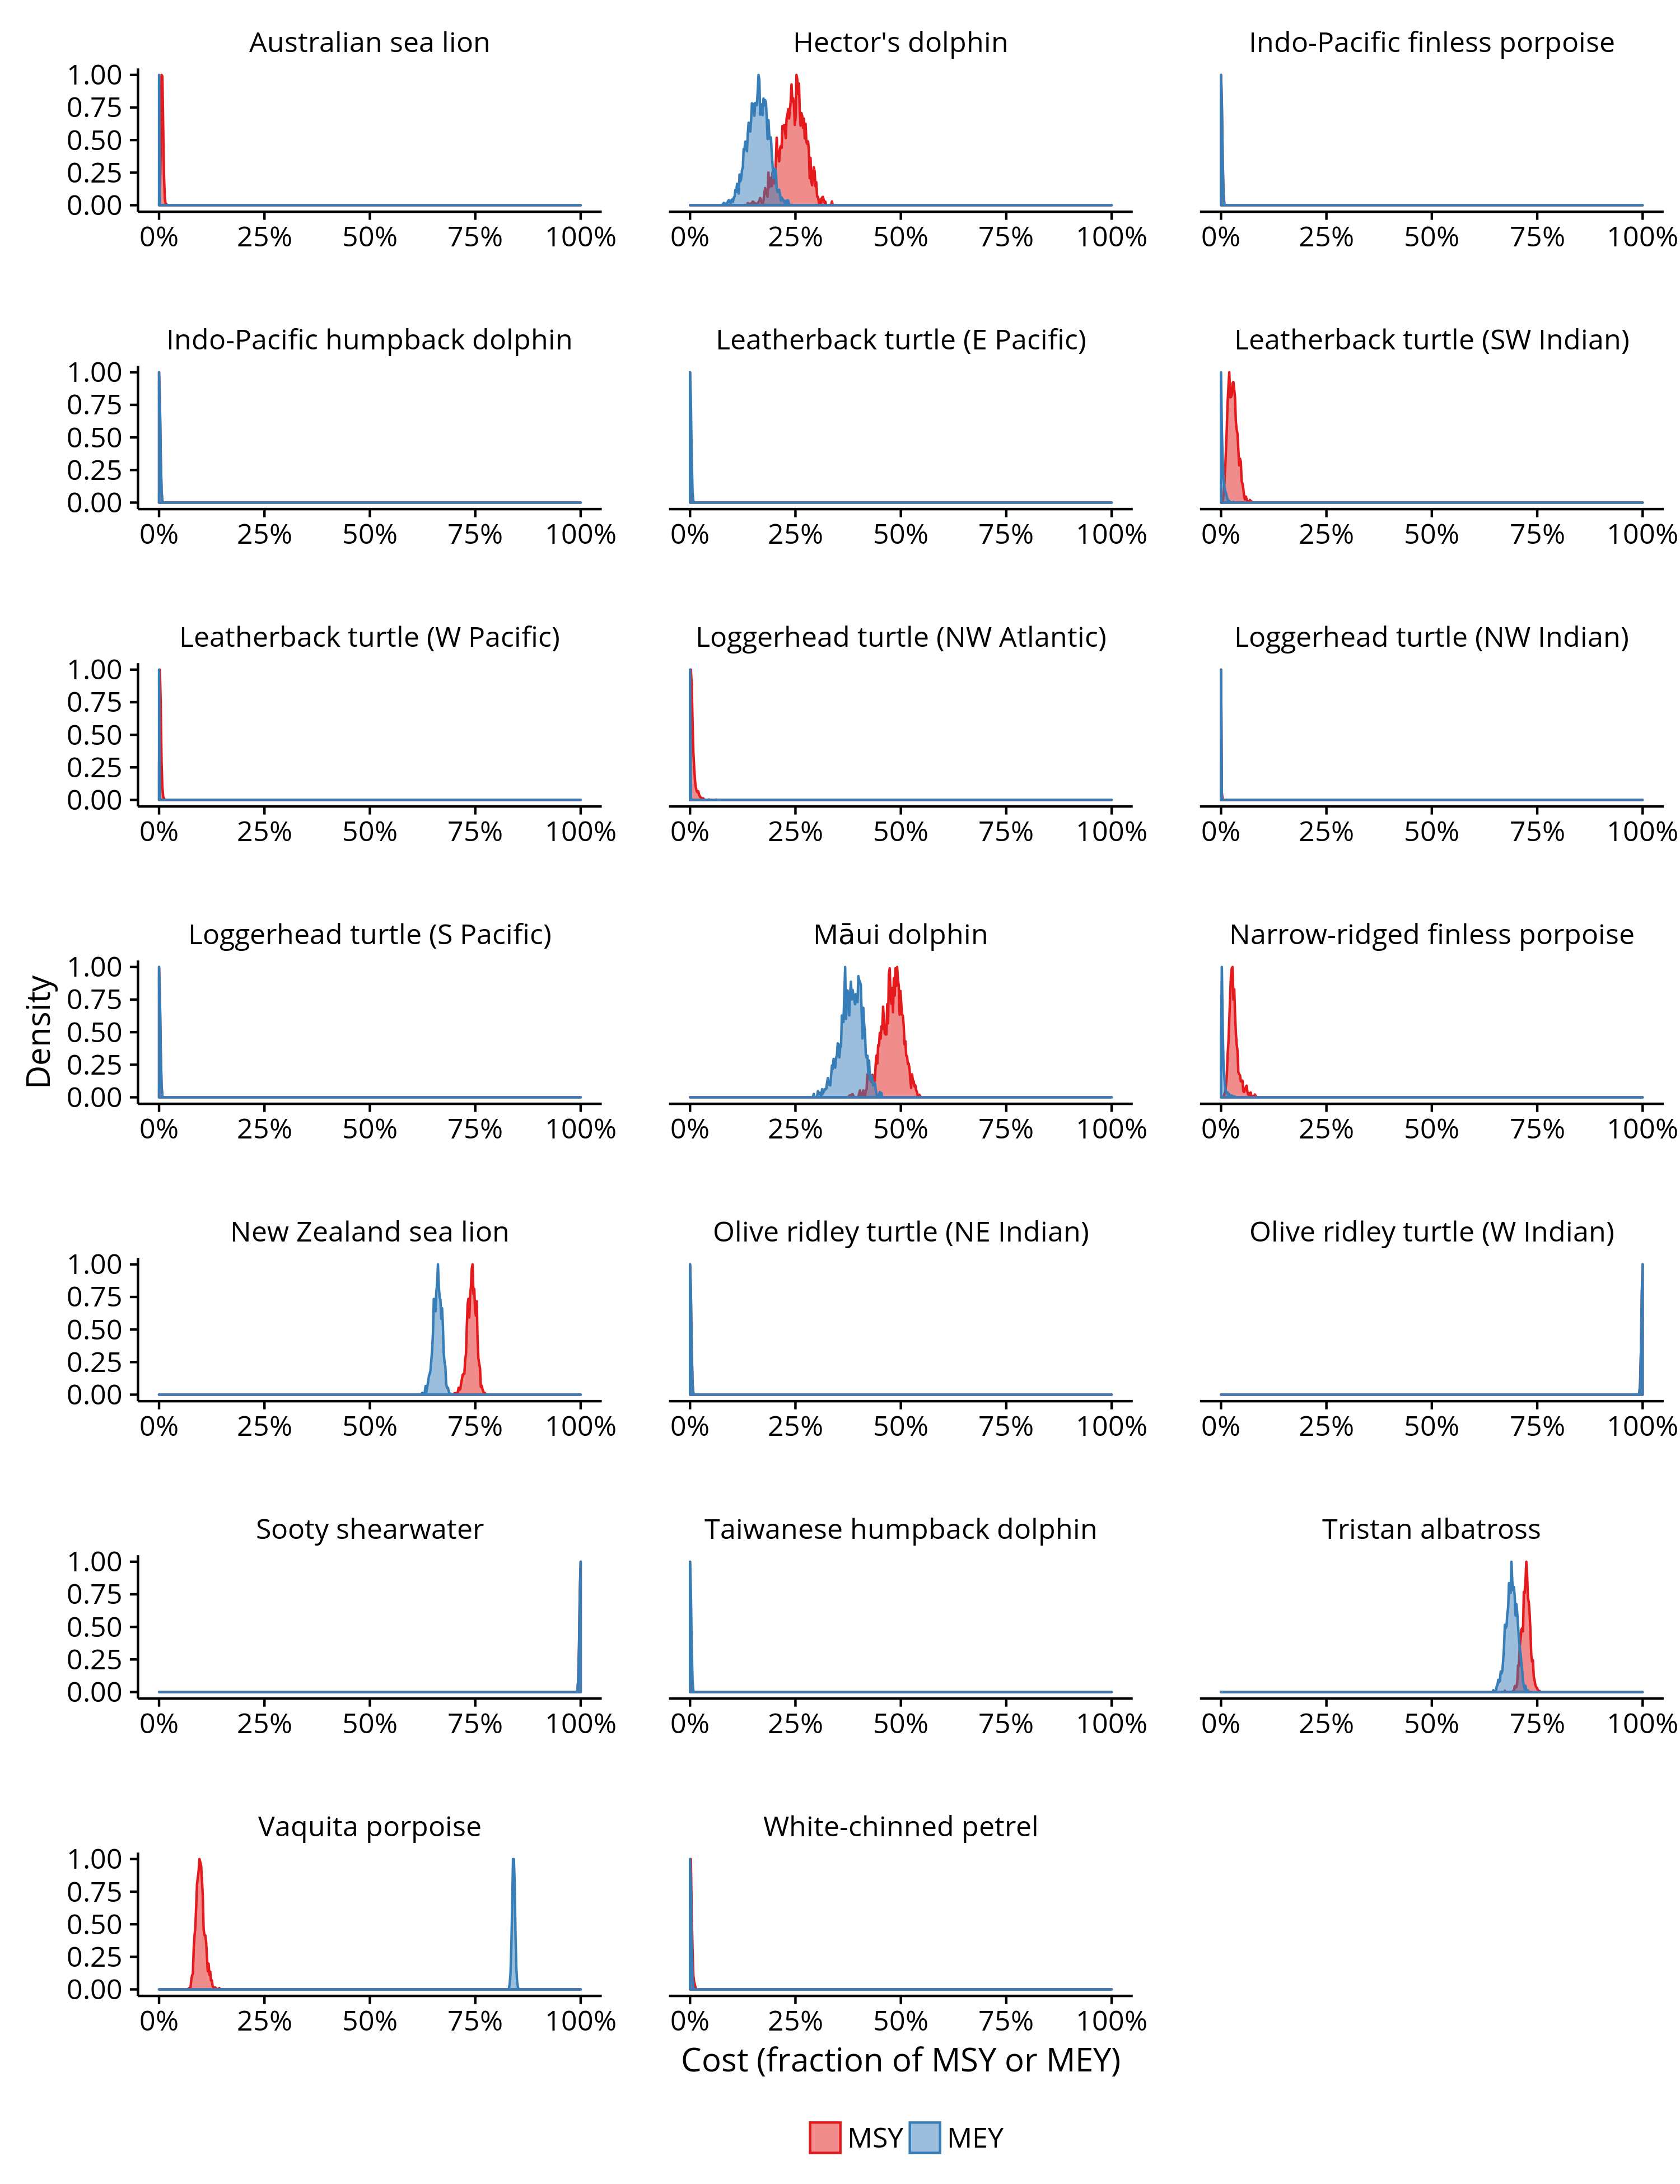 Australian sea lion
Hector's dolphin
Indo-Pacific finless porpoise
1.00
0.75
0.50
0.25
0.00
0% 25% 50% 75% 100%
0% 25% 50% 75% 100%
0% 25% 50% 75% 100%
Indo-Pacific humpback dolphin
Leatherback turtle (E Pacific)
Leatherback turtle (SW Indian)
1.00
0.75
0.50
0.25
0.00
0% 25% 50% 75% 100%
0% 25% 50% 75% 100%
0% 25% 50% 75% 100%
Leatherback turtle (W Pacific)
Loggerhead turtle (NW Atlantic)
Loggerhead turtle (NW Indian)
1.00
0.75
0.50
0.25
0.00
0% 25% 50% 75% 100%
0% 25% 50% 75% 100%
0% 25% 50% 75% 100%
Loggerhead turtle (S Pacific)
Māui dolphin
Narrow-ridged finless porpoise
Density
1.00
0.75
0.50
0.25
0.00
0% 25% 50% 75% 100%
0% 25% 50% 75% 100%
0% 25% 50% 75% 100%
New Zealand sea lion
Olive ridley turtle (NE Indian)
Olive ridley turtle (W Indian)
1.00
0.75
0.50
0.25
0.00
0% 25% 50% 75% 100%
0% 25% 50% 75% 100%
0% 25% 50% 75% 100%
Sooty shearwater
Taiwanese humpback dolphin
Tristan albatross
1.00
0.75
0.50
0.25
0.00
0% 25% 50% 75% 100%
0% 25% 50% 75% 100%
0% 25% 50% 75% 100%
Vaquita porpoise
White-chinned petrel
1.00
0.75
0.50
0.25
0.00
0% 25% 50% 75% 100%
0% 25% 50% 75% 100%
Cost (fraction of MSY or MEY)
MSY MEY